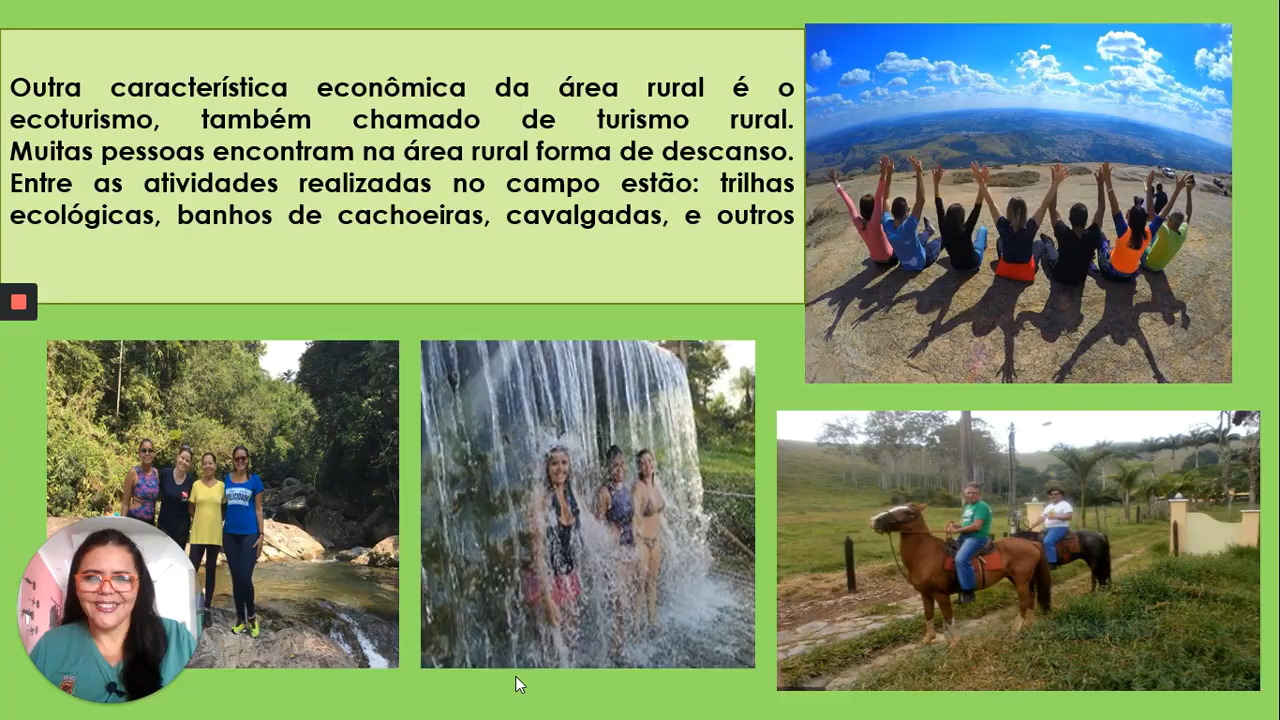 Outra característica econômica da área rural é o
ecoturismo, também chamado de turismo rural.
Muitas pessoas encontram na área rural forma de descanso.
Entre as atividades realizadas no campo estão: trilhas
ecológicas, banhos de cachoeiras, cavalgadas, e outros